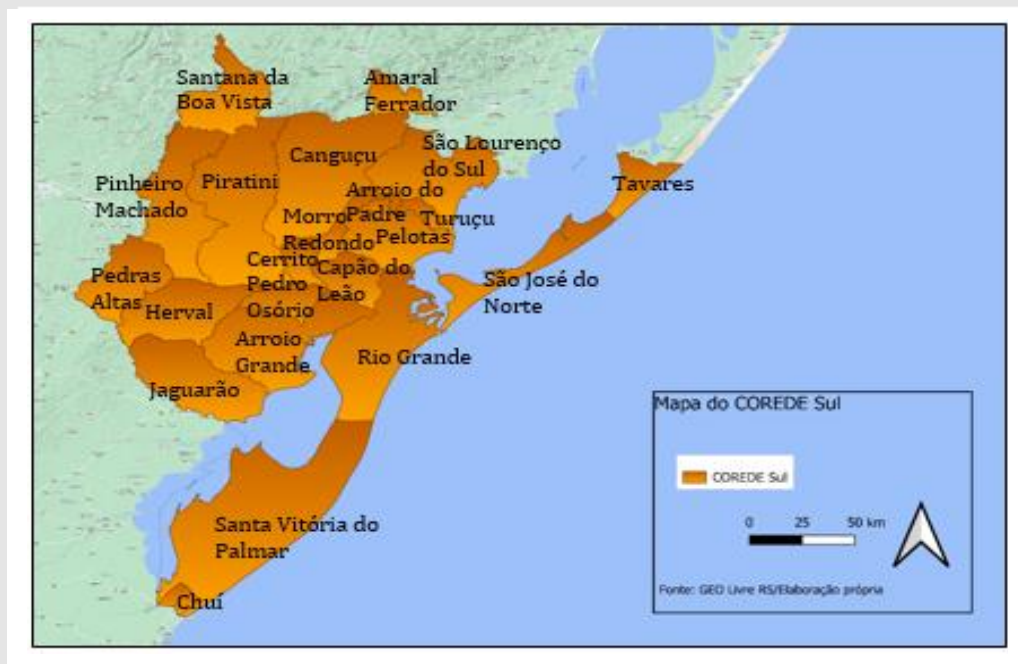 Santana da
Boa Vista
Amaral
Ferrador
Canguçu
São Lourenço
do Sul
Pinheiro
Machado
Piratini
Arroio do
Padre
Tavares
Morro
Redondo
Turuçu
Pelotas
Cerrito
Capão do
Leão
Pedras
Altas
Pedro
Osório
São José do
Norte
Herval
Arroio
Grande
Rio Grande
Jaguarão
Santa Vitória do
Palmar
Chuí
Mapa do COREDE Sul
COREDE Sul
0 25 50 km
Fonte: GEO Livre RS/Elaboração própria